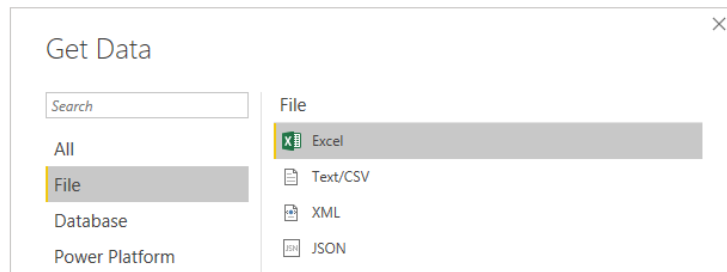 Get Data
Search
All
File
Database
Power Platform
File
Excel
Text/CSV
XML
JSON